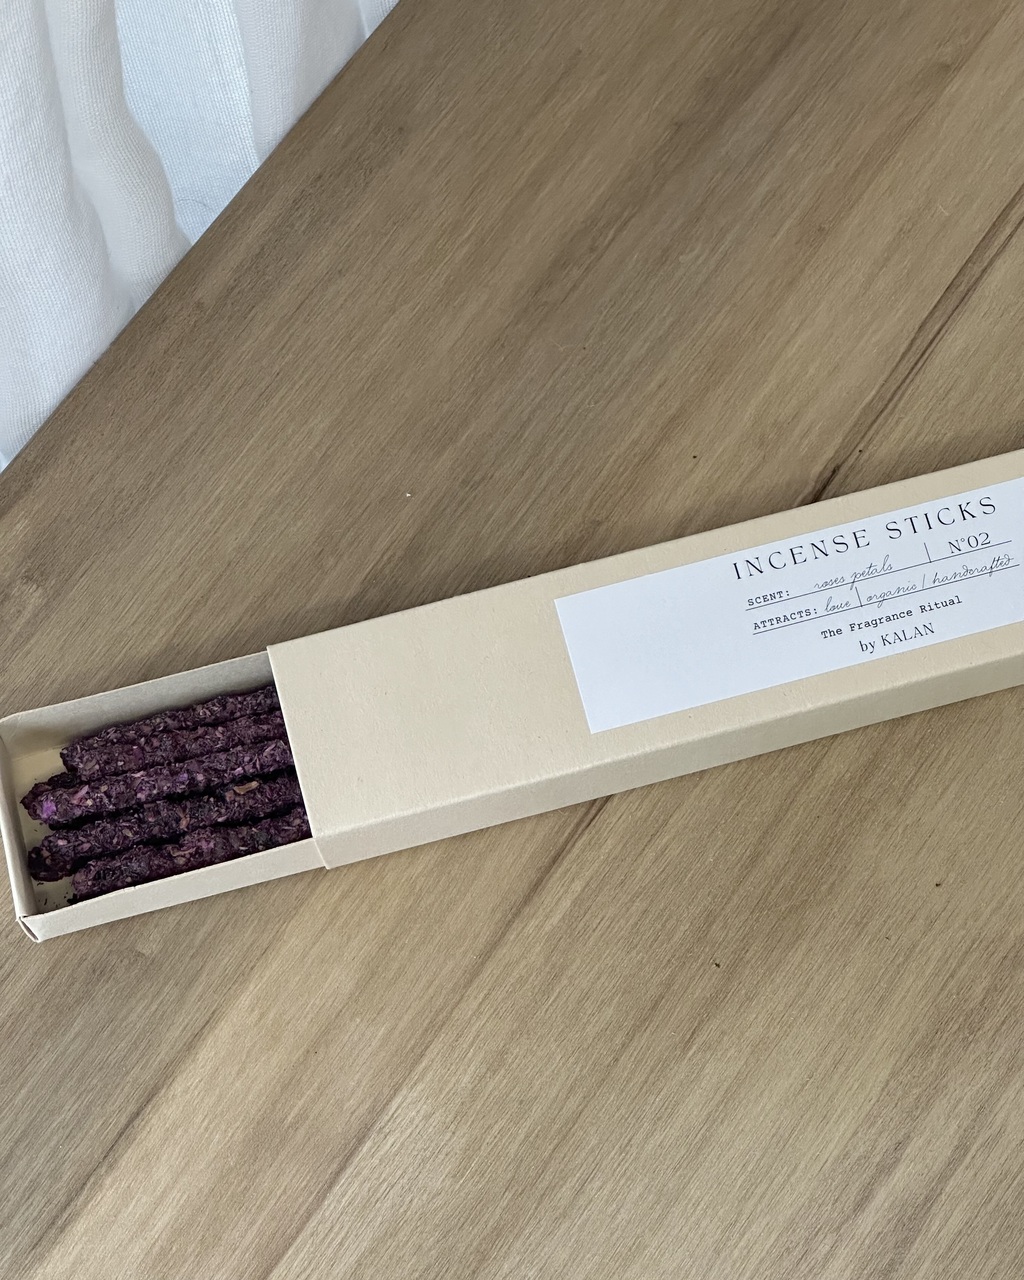 INCENSE STICKS
SCENT: roses petals | N°02
ATTRACTS: love | organic | handcrafted
The Fragrance Ritual
by KALAN